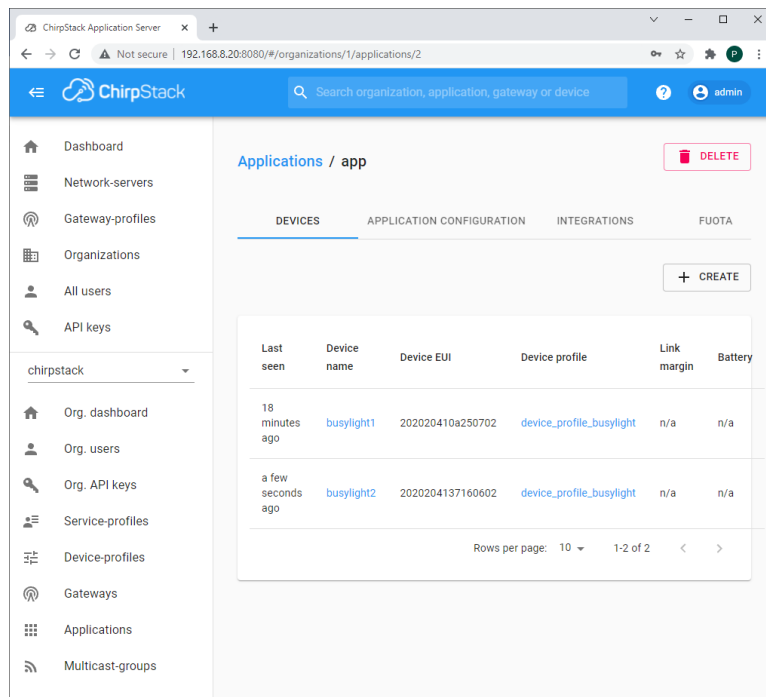 ChirpStack Application Server
Not secure | 192.168.8.20:8080/#/organizations/1/applications/2
P
ChirpStack
Search organization, application, gateway or device
? admin
Dashboard
Network-servers
Gateway-profiles
Organizations
All users
API keys
chirpstack
Org. dashboard
Org. users
Org. API keys
Service-profiles
Device-profiles
Gateways
Applications
Multicast-groups
Applications / app
DELETE
DEVICES APPLICATION CONFIGURATION INTEGRATIONS FUOTA
+ CREATE
Last seen Device name Device EUI Device profile Link margin Battery
18 minutes ago busylight1 202020410a250702 device_profile_busylight n/a n/a
a few seconds ago busylight2 2020204137160602 device_profile_busylight n/a n/a
Rows per page: 10 1-2 of 2